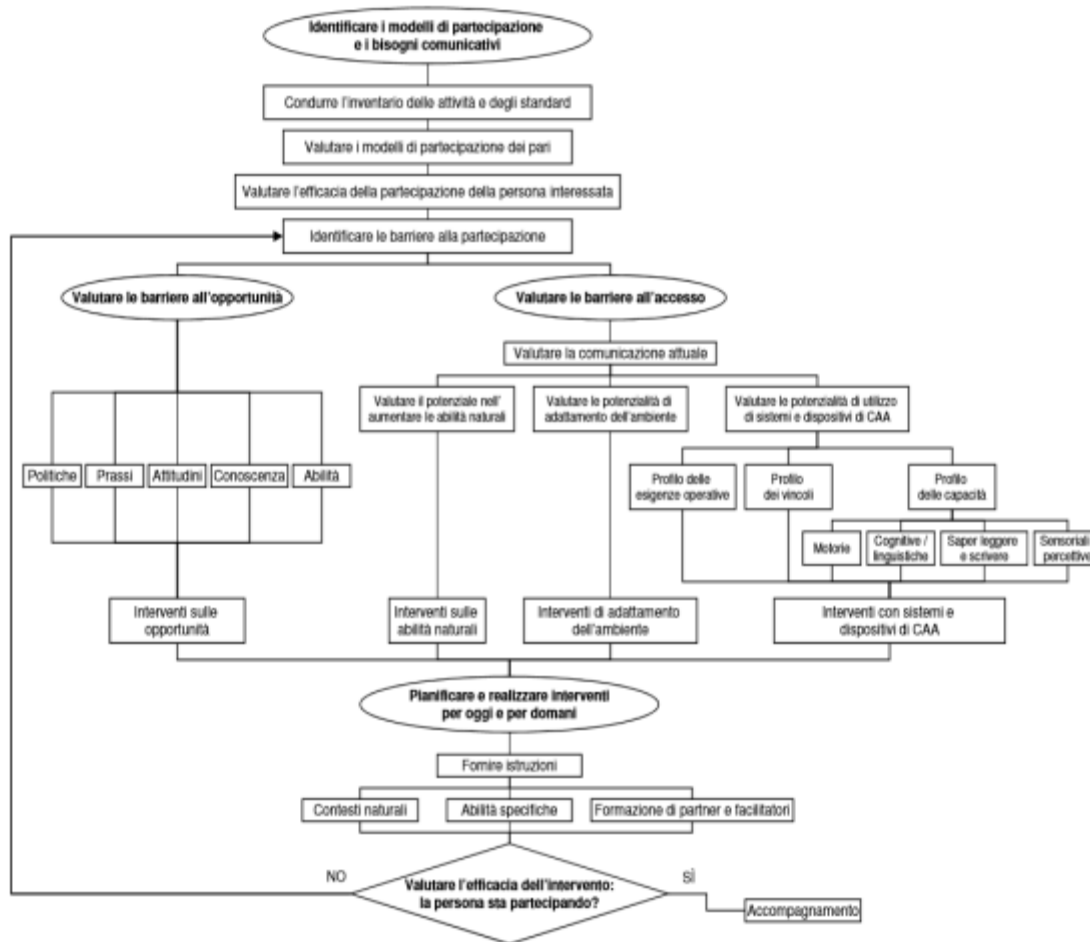 Identificare i modelli di partecipazione
e i bisogni comunicativi
Condurre l'inventario delle attività e degli standard
Valutare i modelli di partecipazione dei pari
Valutare l'efficacia della partecipazione della persona interessata
Identificare le barriere alla partecipazione
Valutare le barriere all'opportunità
Valutare le barriere all'accesso
Valutare la comunicazione attuale
Valutare il potenziale nell'
aumentare le abilità naturali
Valutare le potenzialità di
adattamento dell'ambiente
Valutare le potenzialità di utilizzo
di sistemi e dispositivi di CAA
Politiche
Prassi
Attitudini
Conoscenza
Abilità
Profilo delle
esigenze operative
Profilo
dei vincoli
Profilo
delle capacità
Motorie
Cognitive /
linguistiche
Saper leggere
e scrivere
Sensoriali
percettive
Interventi sulle
opportunità
Interventi sulle
abilità naturali
Interventi di adattamento
dell'ambiente
Interventi con sistemi e
dispositivi di CAA
Planificare e realizzare interventi
per oggi e per domani
Fornire istruzioni
Contesti naturali
Abilità specifiche
Formazione di partner e facilitatori
NO
Valutare l'efficacia dell'intervento:
la persona sta partecipando?
SÌ
Accompagnamento